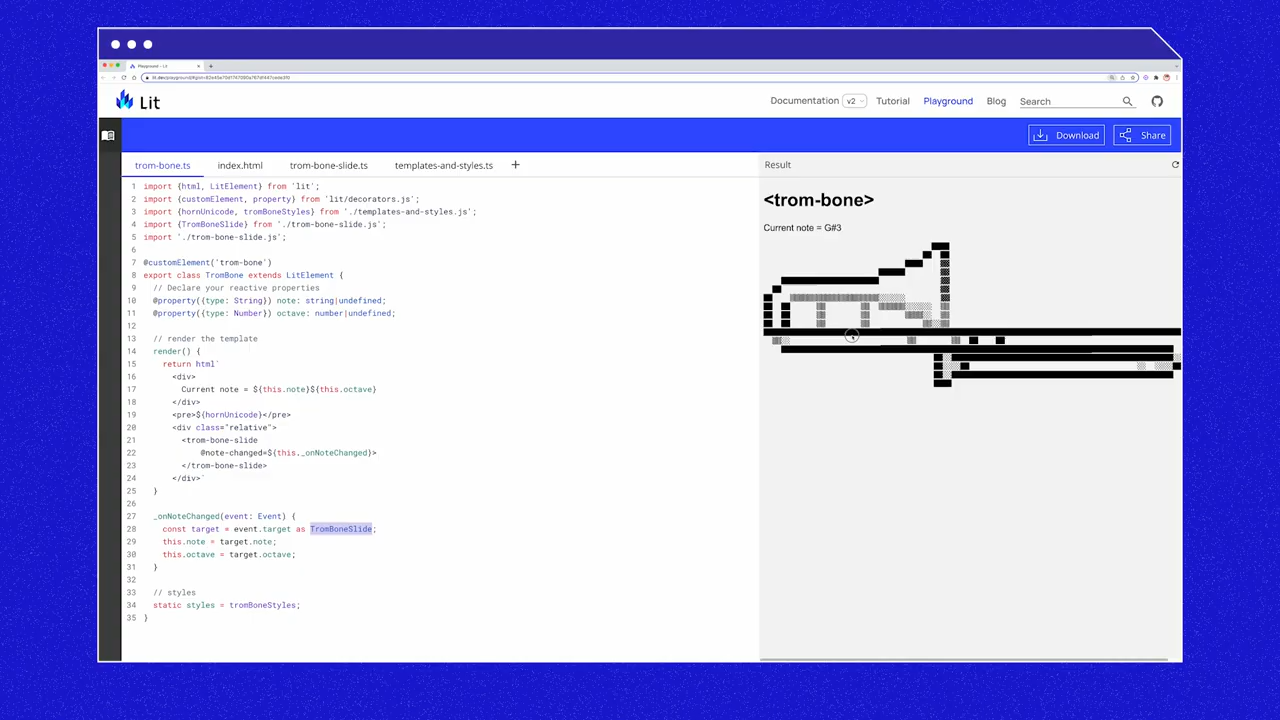 Playground – Lit
Lit
Documentation v2 Tutorial Playground Blog Search
Download Share
trom-bone.ts index.html trom-bone-slide.ts templates-and-styles.ts +
Result
1 import {html, LitElement} from 'lit';
2 import {customElement, property} from 'lit/decorators.js';
3 import {hornUnicode, tromBoneStyles} from './templates-and-styles.js';
4 import {TromBoneSlide} from './trom-bone-slide.js';
5 import './trom-bone-slide.js';
6
7 @customElement('trom-bone')
8 export class TromBone extends LitElement {
9 // Declare your reactive properties
10 @property({type: String}) note: string|undefined;
11 @property({type: Number}) octave: number|undefined;
12
13 // render the template
14 render() {
15 return html`
16 <div>
17 Current note = ${this.note}${this.octave}
18 </div>
19 <pre>${hornUnicode}</pre>
20 <div class="relative">
21 <trom-bone-slide
22 @note-changed=${this._onNoteChanged}>
23 </trom-bone-slide>
24 </div>`
25 }
26
27 _onNoteChanged(event: Event) {
28 const target = event.target as TromBoneSlide;
29 this.note = target.note;
30 this.octave = target.octave;
31 }
32
33 // styles
34 static styles = tromBoneStyles;
35 }
<trom-bone>
Current note = G#3